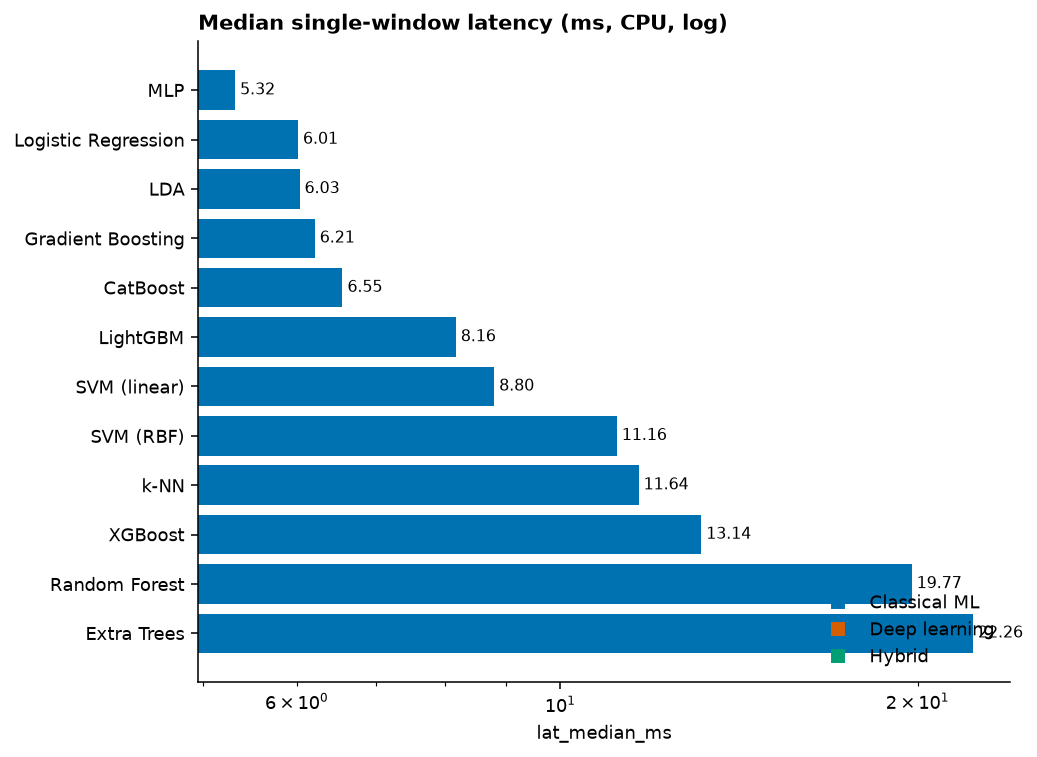 Median single-window latency (ms, CPU, log)
MLP 5.32
Logistic Regression 6.01
LDA 6.03
Gradient Boosting 6.21
CatBoost 6.55
LightGBM 8.16
SVM (linear) 8.80
SVM (RBF) 11.16
k-NN 11.64
XGBoost 13.14
Random Forest 19.77
Classical ML
Extra Trees 22.26
Deep learning
Hybrid
6 × 10⁰ 10¹ 2 × 10¹
lat_median_ms